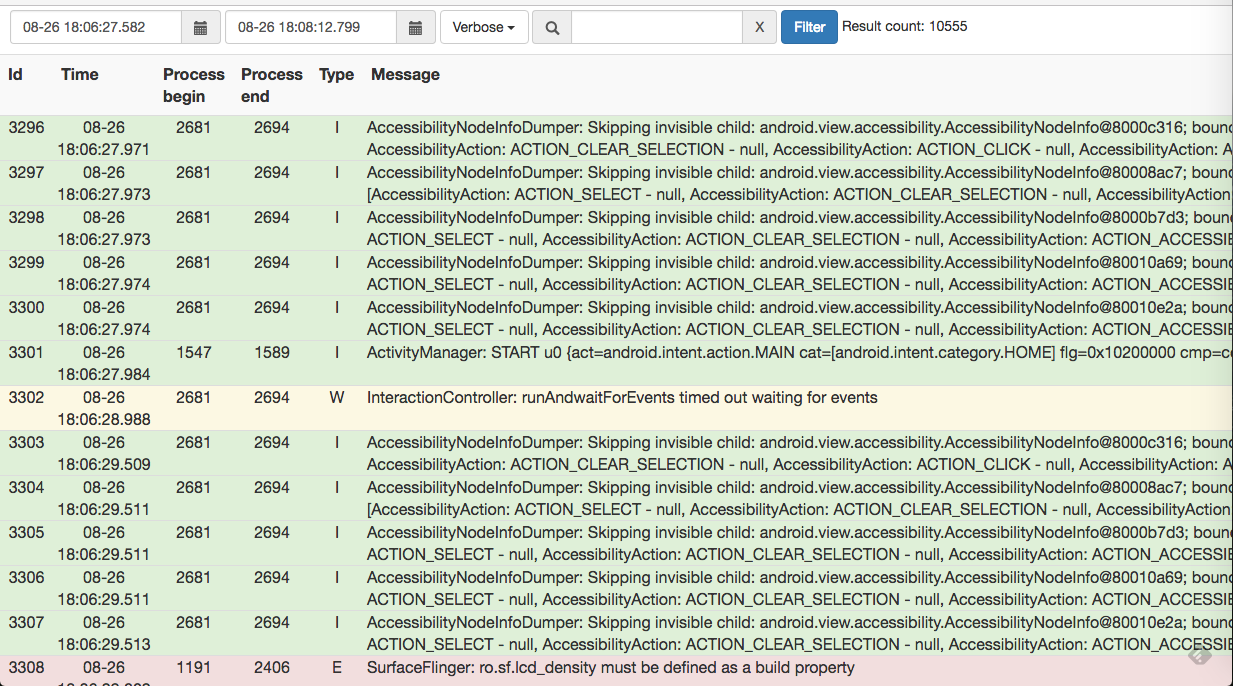 08-26 18:06:27.582 08-26 18:08:12.799 Verbose X Filter Result count: 10555
Id Time Process begin Process end Type Message
3296 08-26 2681 2694 I AccessibilityNodeInfoDumper: Skipping invisible child: android.view.accessibility.AccessibilityNodeInfo@8000c316; bounc
18:06:27.971 AccessibilityAction: ACTION_CLEAR_SELECTION - null, AccessibilityAction: ACTION_CLICK - null, AccessibilityAction: A
3297 08-26 2681 2694 I AccessibilityNodeInfoDumper: Skipping invisible child: android.view.accessibility.AccessibilityNodeInfo@80008ac7; bounc
18:06:27.973 [AccessibilityAction: ACTION_SELECT - null, AccessibilityAction: ACTION_CLEAR_SELECTION - null, AccessibilityAction
3298 08-26 2681 2694 I AccessibilityNodeInfoDumper: Skipping invisible child: android.view.accessibility.AccessibilityNodeInfo@8000b7d3; bounc
18:06:27.973 ACTION_SELECT - null, AccessibilityAction: ACTION_CLEAR_SELECTION - null, AccessibilityAction: ACTION_ACCESSIE
3299 08-26 2681 2694 I AccessibilityNodeInfoDumper: Skipping invisible child: android.view.accessibility.AccessibilityNodeInfo@80010a69; bounc
18:06:27.974 ACTION_SELECT - null, AccessibilityAction: ACTION_CLEAR_SELECTION - null, AccessibilityAction: ACTION_ACCESSIE
3300 08-26 2681 2694 I AccessibilityNodeInfoDumper: Skipping invisible child: android.view.accessibility.AccessibilityNodeInfo@80010e2a; bounc
18:06:27.974 ACTION_SELECT - null, AccessibilityAction: ACTION_CLEAR_SELECTION - null, AccessibilityAction: ACTION_ACCESSIE
3301 08-26 1547 1589 I ActivityManager: START u0 {act=android.intent.action.MAIN cat=[android.intent.category.HOME] flg=0x10200000 cmp=cc
18:06:27.984
3302 08-26 2681 2694 W InteractionController: runAndwaitForEvents timed out waiting for events
18:06:28.988
3303 08-26 2681 2694 I AccessibilityNodeInfoDumper: Skipping invisible child: android.view.accessibility.AccessibilityNodeInfo@8000c316; bounc
18:06:29.509 AccessibilityAction: ACTION_CLEAR_SELECTION - null, AccessibilityAction: ACTION_CLICK - null, AccessibilityAction: A
3304 08-26 2681 2694 I AccessibilityNodeInfoDumper: Skipping invisible child: android.view.accessibility.AccessibilityNodeInfo@80008ac7; bounc
18:06:29.511 [AccessibilityAction: ACTION_SELECT - null, AccessibilityAction: ACTION_CLEAR_SELECTION - null, AccessibilityAction
3305 08-26 2681 2694 I AccessibilityNodeInfoDumper: Skipping invisible child: android.view.accessibility.AccessibilityNodeInfo@8000b7d3; bounc
18:06:29.511 ACTION_SELECT - null, AccessibilityAction: ACTION_CLEAR_SELECTION - null, AccessibilityAction: ACTION_ACCESSIE
3306 08-26 2681 2694 I AccessibilityNodeInfoDumper: Skipping invisible child: android.view.accessibility.AccessibilityNodeInfo@80010a69; bounc
18:06:29.511 ACTION_SELECT - null, AccessibilityAction: ACTION_CLEAR_SELECTION - null, AccessibilityAction: ACTION_ACCESSIE
3307 08-26 2681 2694 I AccessibilityNodeInfoDumper: Skipping invisible child: android.view.accessibility.AccessibilityNodeInfo@80010e2a; bounc
18:06:29.513 ACTION_SELECT - null, AccessibilityAction: ACTION_CLEAR_SELECTION - null, AccessibilityAction: ACTION_ACCESSIE
3308 08-26 1191 2406 E SurfaceFlinger: ro.sf.lcd_density must be defined as a build property